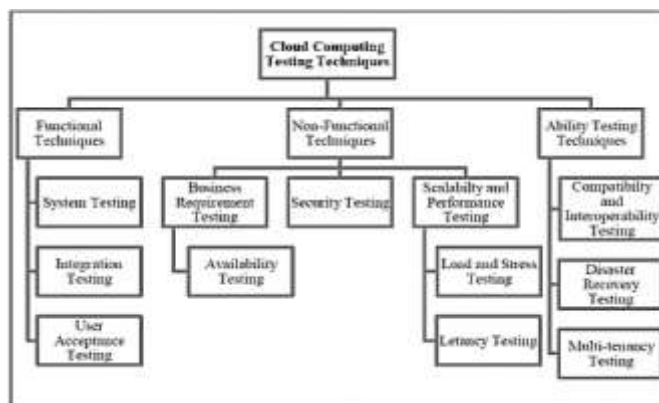 Cloud Computing
Testing Techniques
Functional
Techniques
Non-Functional
Techniques
Ability Testing
Techniques
System Testing
Integration
Testing
User
Acceptance
Testing
Business
Requirement
Testing
Availability
Testing
Security Testing
Scalabilty and
Performance
Testing
Load and Stress
Testing
Letancy Testing
Compatibilty and
Interoperability
Testing
Disaster
Recovery
Testing
Multi-tenancy
Testing